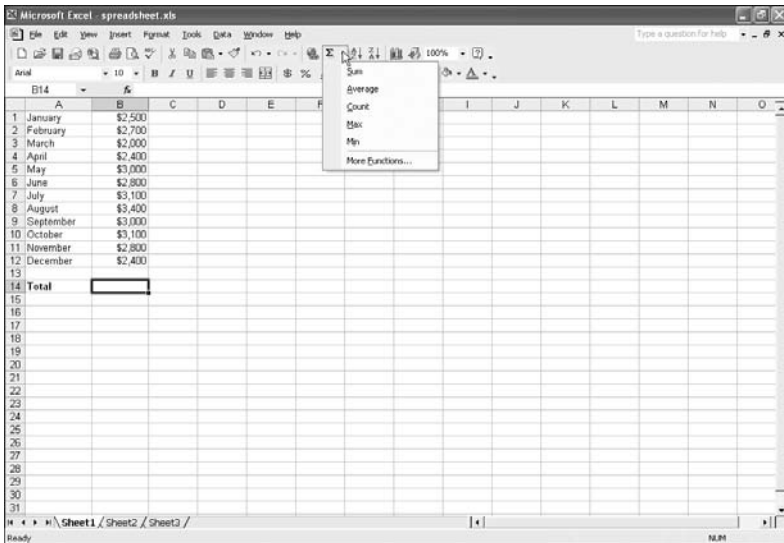 Microsoft Excel - spreadsheet.xls
File Edit View Insert Format Tools Data Window Help Type a question for help
Σ 100%
Arial 10 B I U $ %
B14 fx
Sum
Average
Count
Max
Min
More Functions...
A B C D E F I J K L M N O
1 January $2,500
2 February $2,700
3 March $2,000
4 April $2,400
5 May $3,000
6 June $2,800
7 July $3,100
8 August $3,400
9 September $3,000
10 October $3,100
11 November $2,800
12 December $2,400
13
14 Total
15
16
17
18
19
20
21
22
23
24
25
26
27
28
29
30
31
Sheet1 / Sheet2 / Sheet3 /
Ready NUM